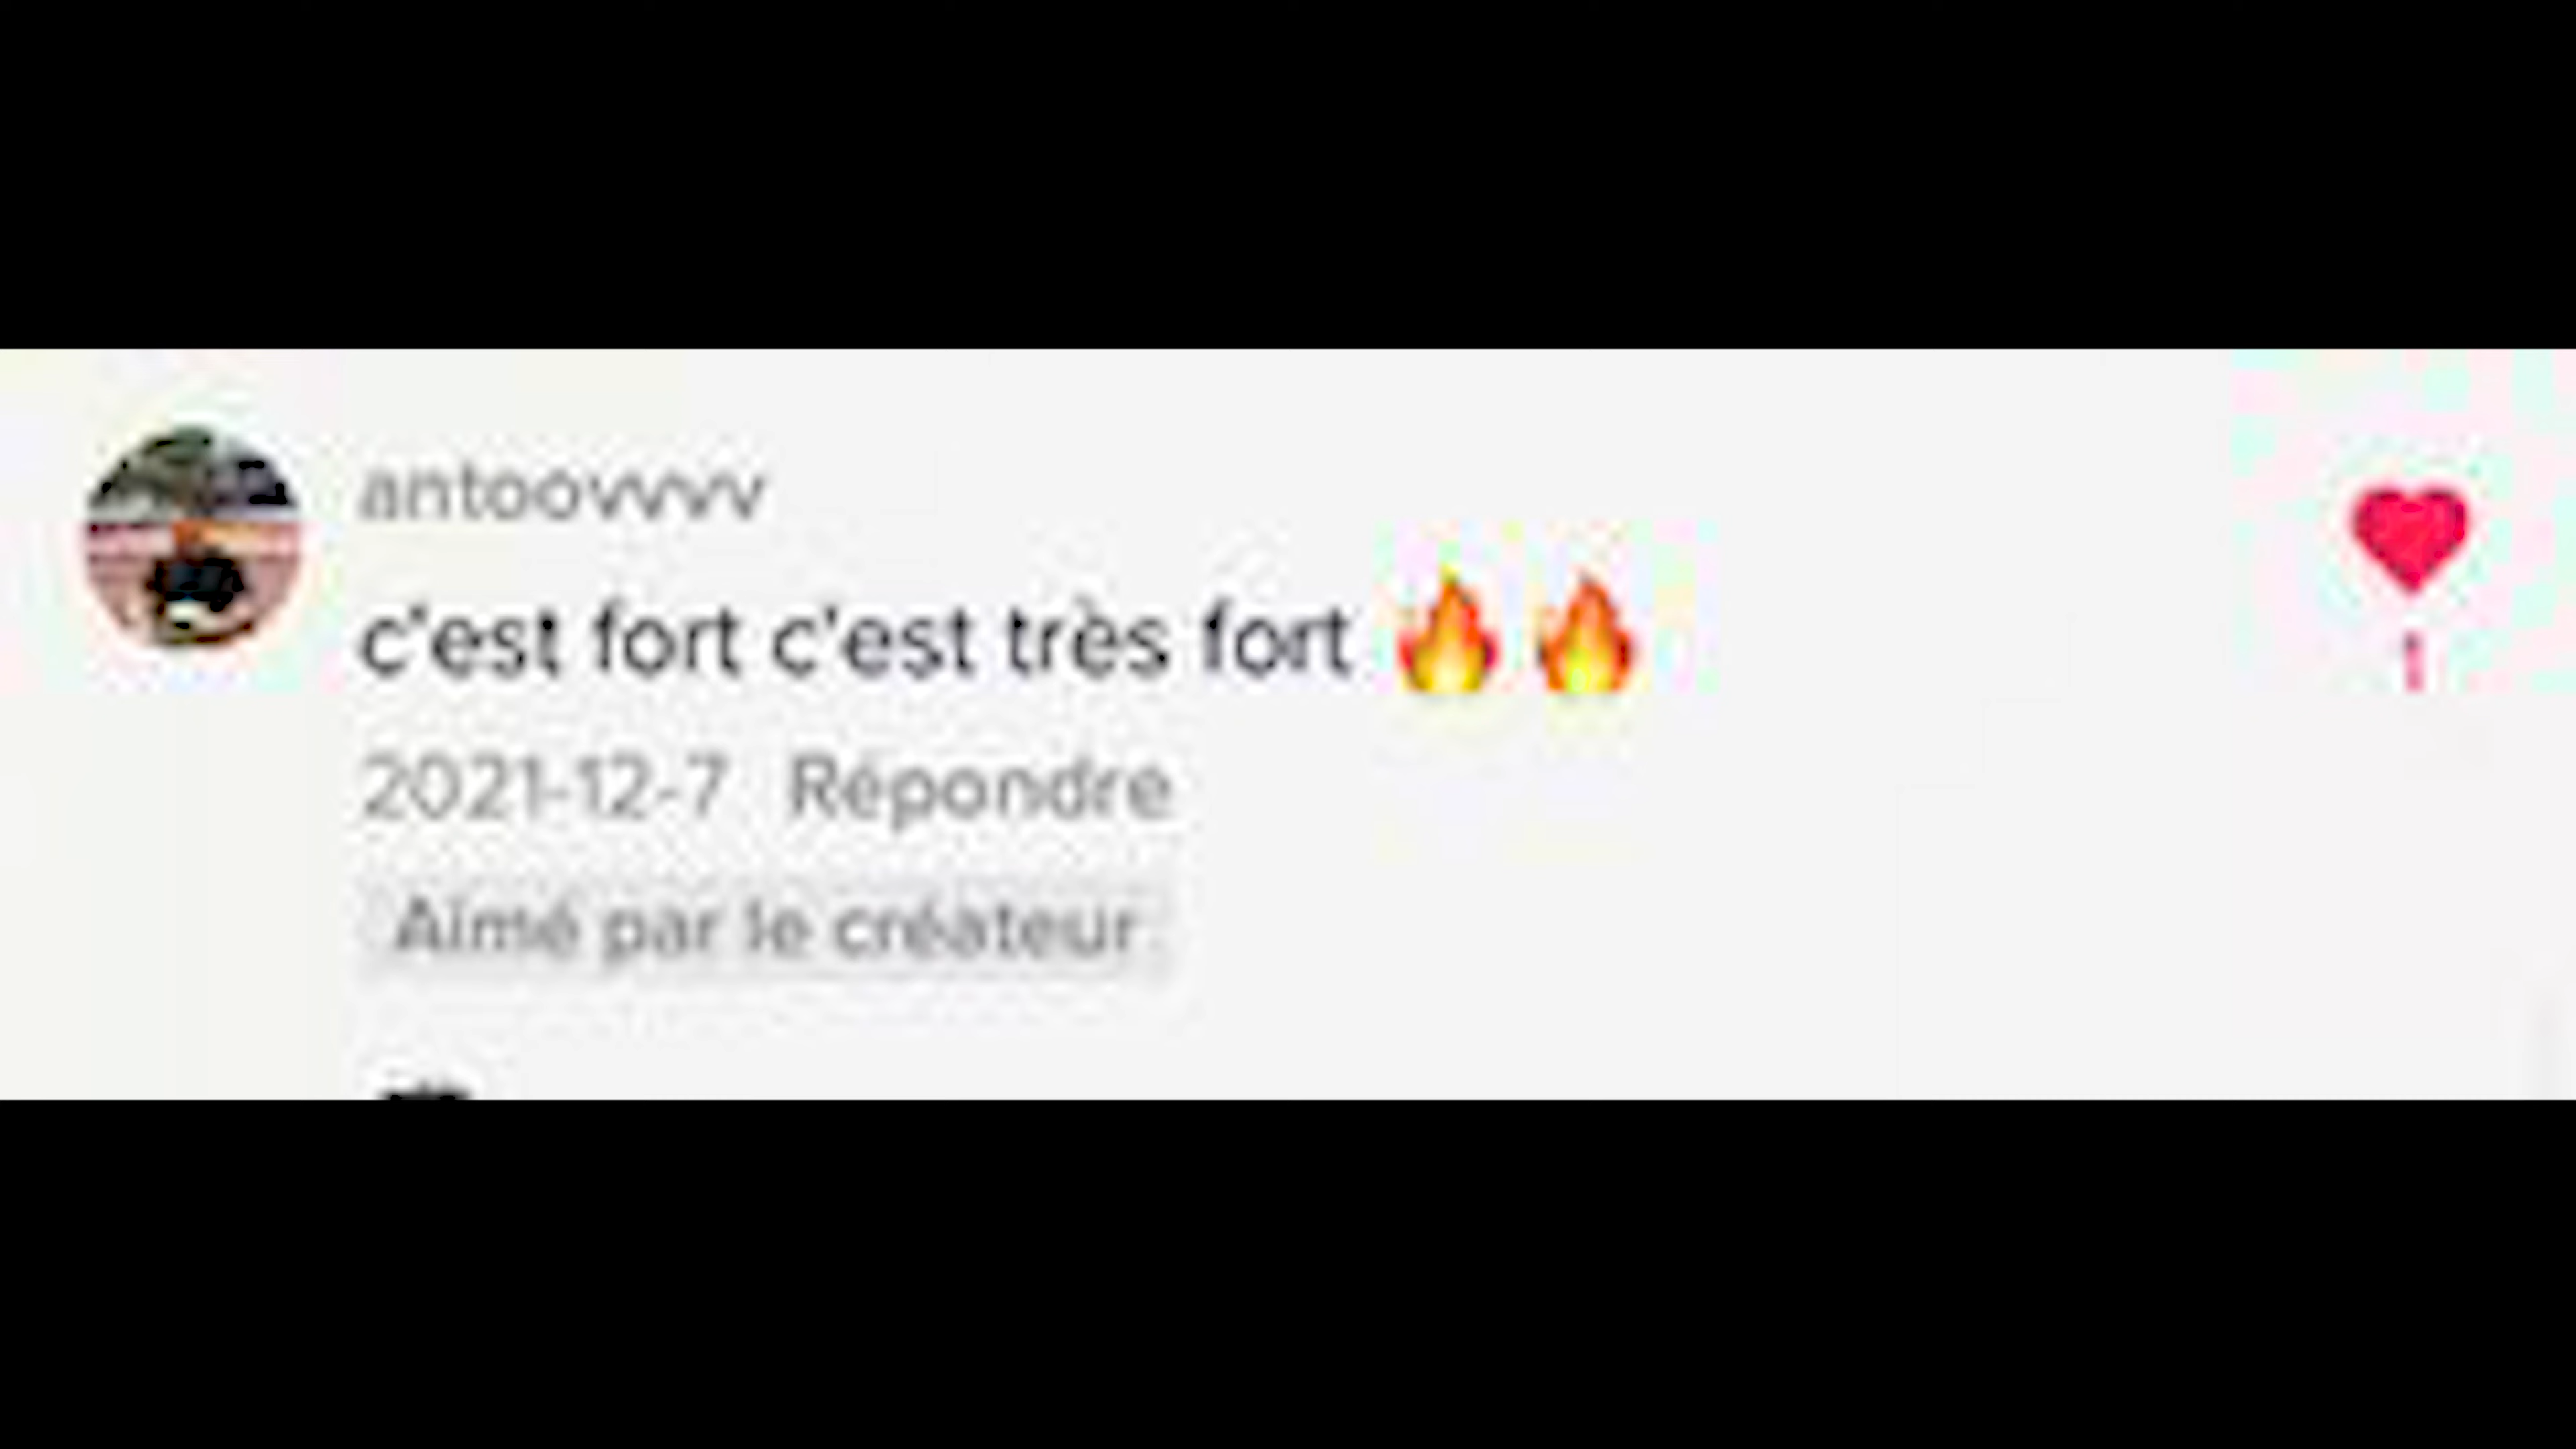 antoovvvv
c'est fort c'est très fort 🔥🔥
1
2021-12-7 Répondre
Aimé par le créateur